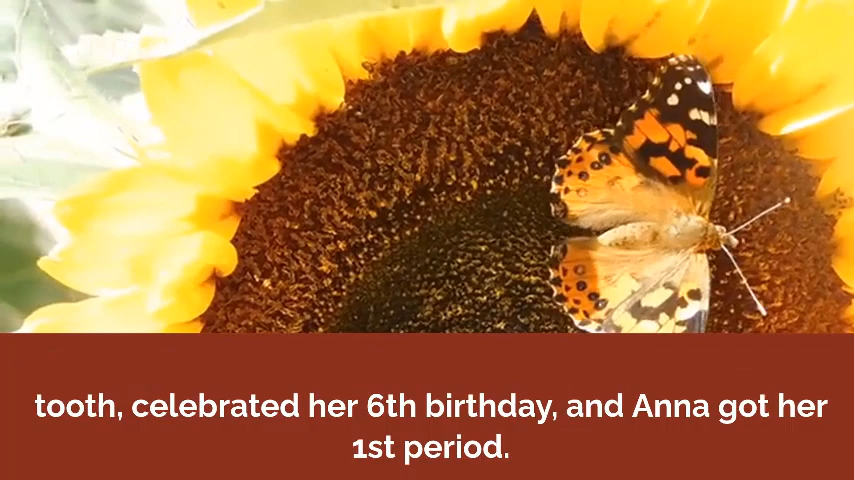 tooth, celebrated her 6th birthday, and Anna got her
1st period.